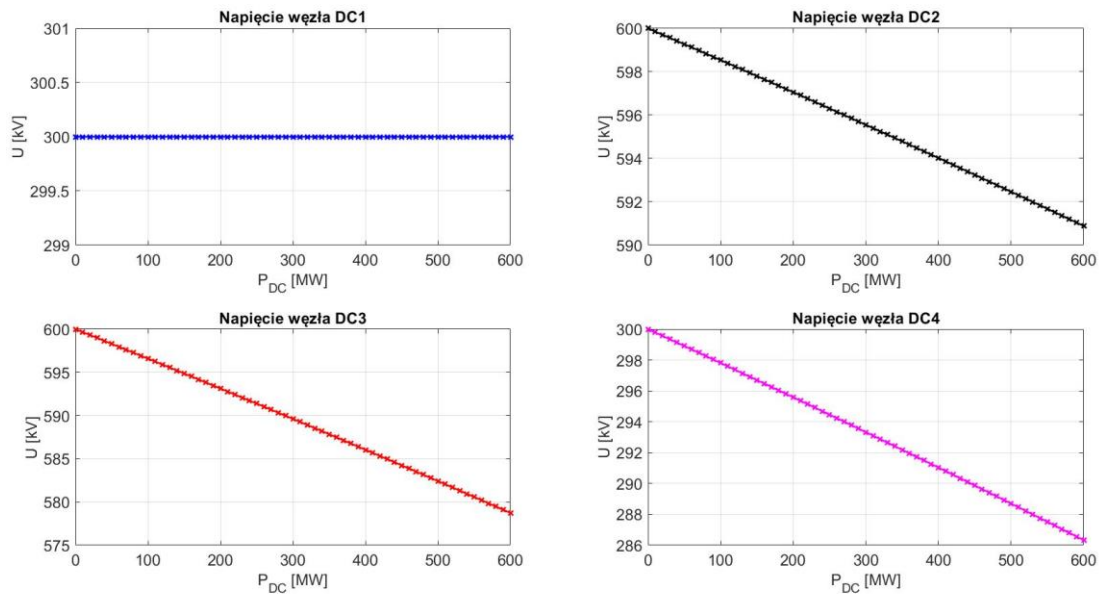 Napięcie węzła DC1
301
300.5
300
299.5
299
U [kV]
0 100 200 300 400 500 600
P_DC [MW]
Napięcie węzła DC2
600
598
596
594
592
590
U [kV]
0 100 200 300 400 500 600
P_DC [MW]
Napięcie węzła DC3
600
595
590
585
580
575
U [kV]
0 100 200 300 400 500 600
P_DC [MW]
Napięcie węzła DC4
300
298
296
294
292
290
288
286
U [kV]
0 100 200 300 400 500 600
P_DC [MW]